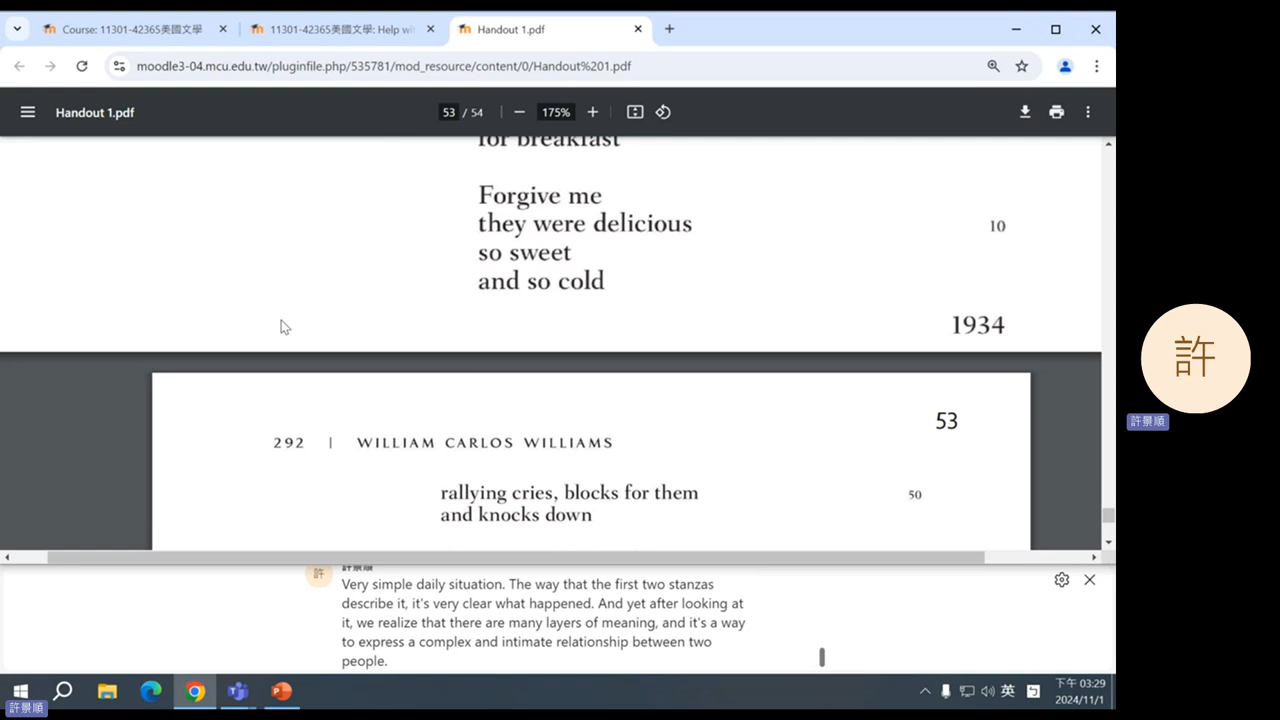 Course: 11301-42365美國文學
11301-42365美國文學: Help wi
Handout 1.pdf
moodle3-04.mcu.edu.tw/pluginfile.php/535781/mod_resource/content/0/Handout%201.pdf
Handout 1.pdf
53 / 54
175%
for breakfast
Forgive me
they were delicious
10
so sweet
and so cold
1934
53
292 | WILLIAM CARLOS WILLIAMS
rallying cries, blocks for them
50
and knocks down
許
許景順
許
許景順
Very simple daily situation. The way that the first two stanzas
describe it, it's very clear what happened. And yet after looking at
it, we realize that there are many layers of meaning, and it's a way
to express a complex and intimate relationship between two
people.
英
ㄅ
下午 03:29
2024/11/1
許景順